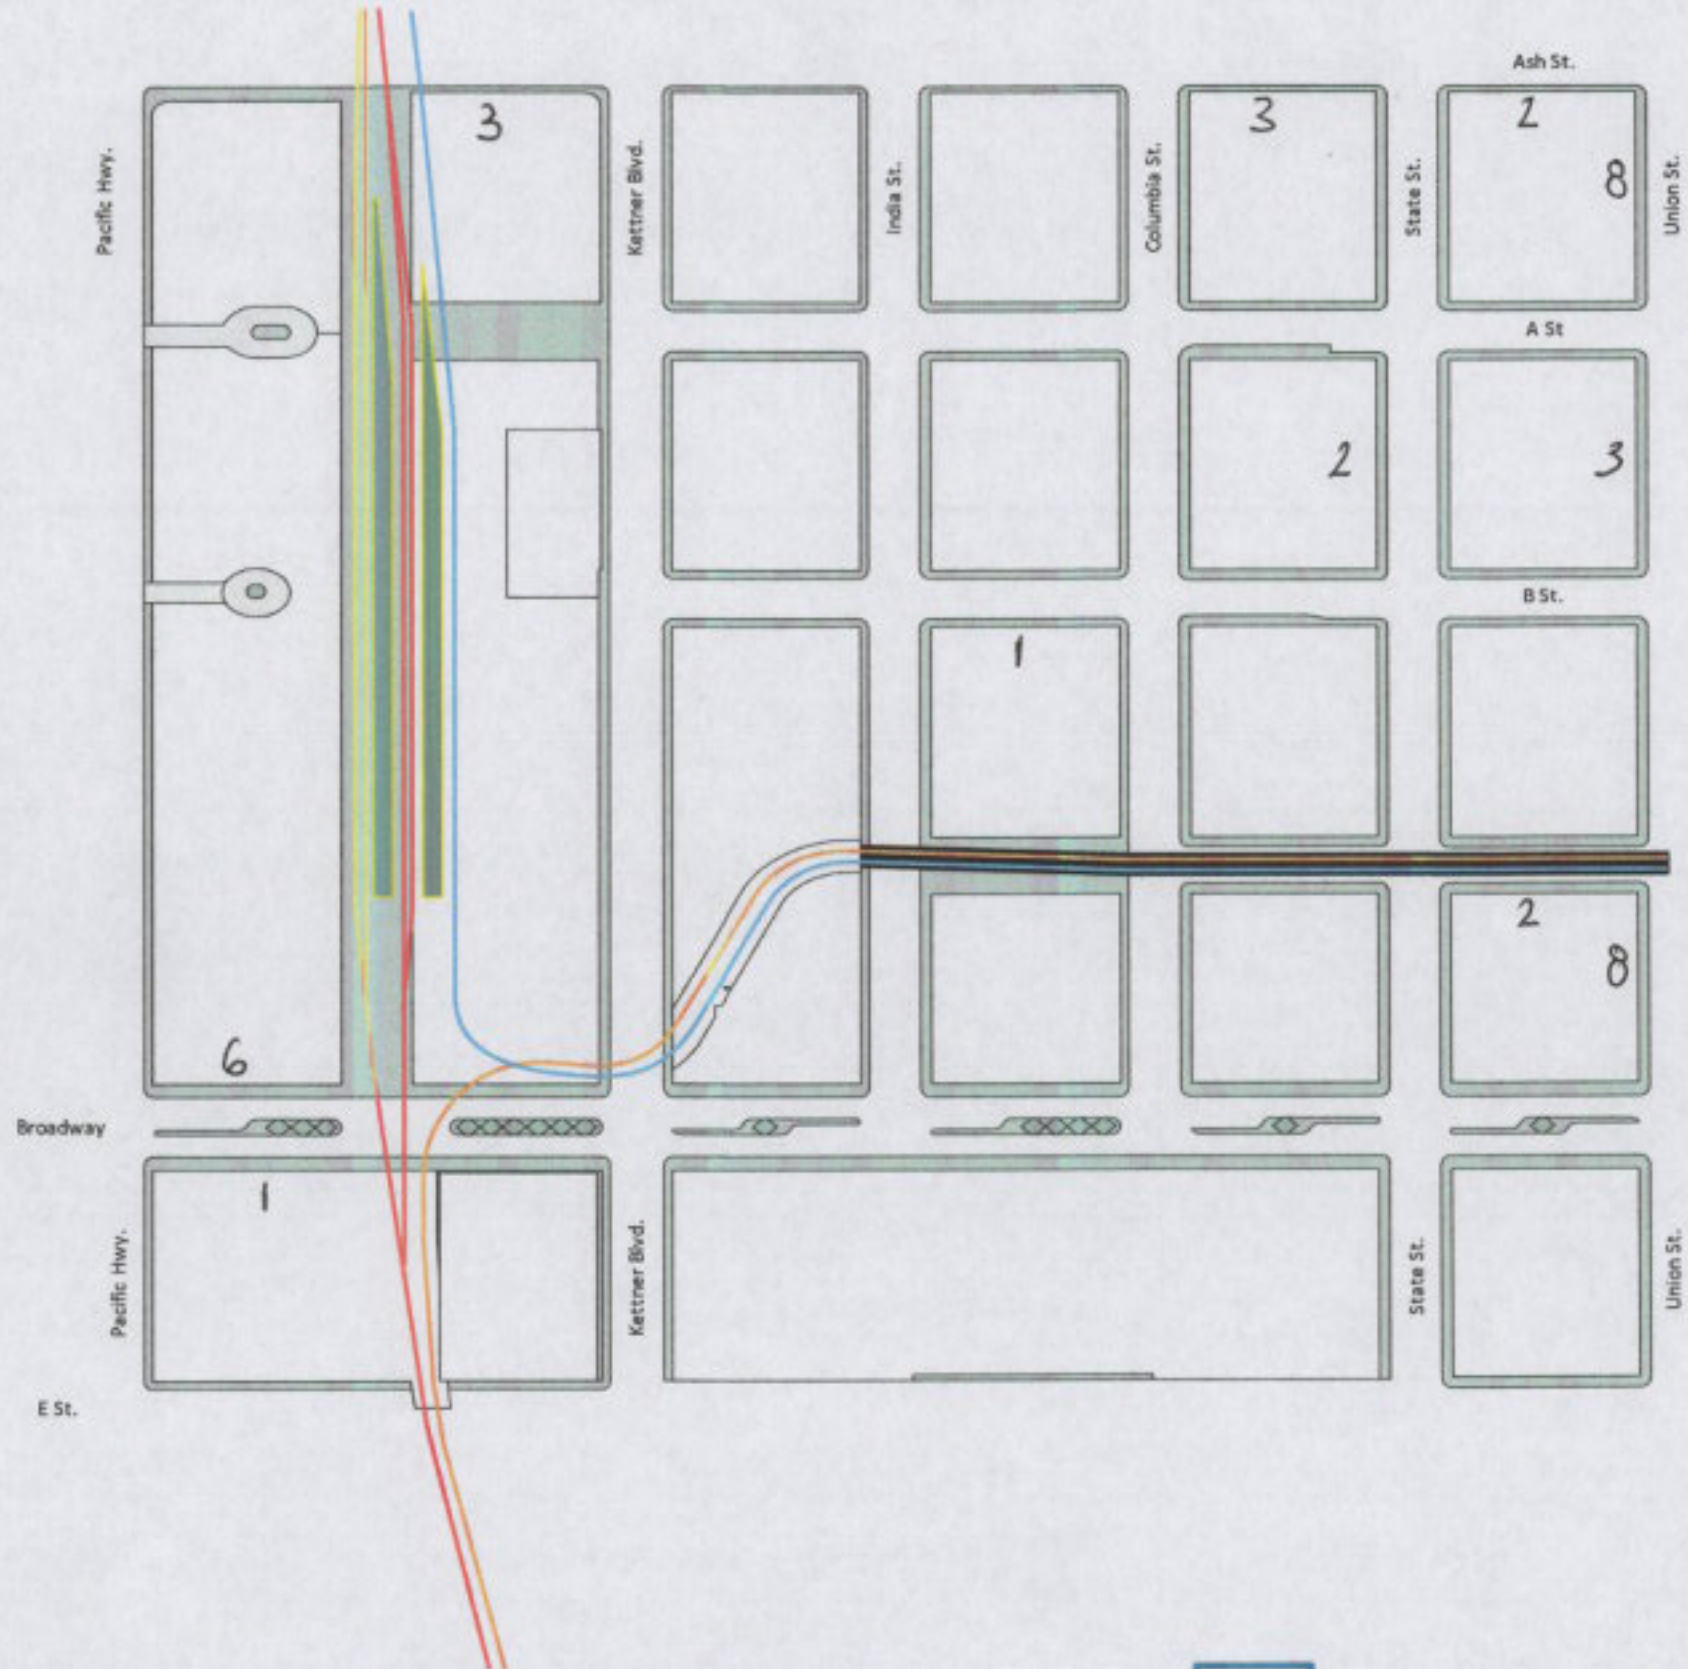 Ash St.
3
3
2
Pacific Hwy.
Kettner Blvd.
India St.
Columbia St.
State St.
Union St.
8
A St
2
3
B St.
1
2
8
6
Broadway
1
Pacific Hwy.
Kettner Blvd.
State St.
Union St.
E St.